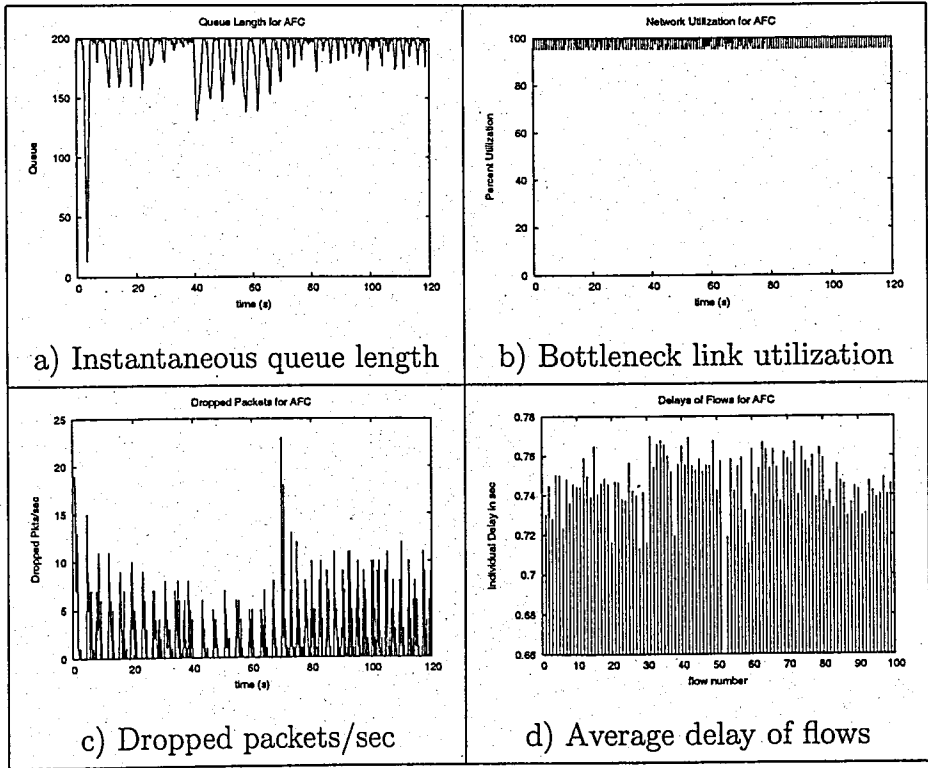 Queue Length for AFC
200
150
100
50
0
Queue
0 20 40 60 80 100 120
time (s)
a) Instantaneous queue length
Network Utilization for AFC
100
80
60
40
20
0
Percent Utilization
0 20 40 60 80 100 120
time (s)
b) Bottleneck link utilization
Dropped Packets for AFC
25
20
15
10
5
0
Dropped Pkts/sec
0 20 40 60 80 100 120
time (s)
c) Dropped packets/sec
Delays of Flows for AFC
0.78
0.76
0.74
0.72
0.7
0.68
0.66
Individual Delay in sec
0 10 20 30 40 50 60 70 80 90 100
flow number
d) Average delay of flows